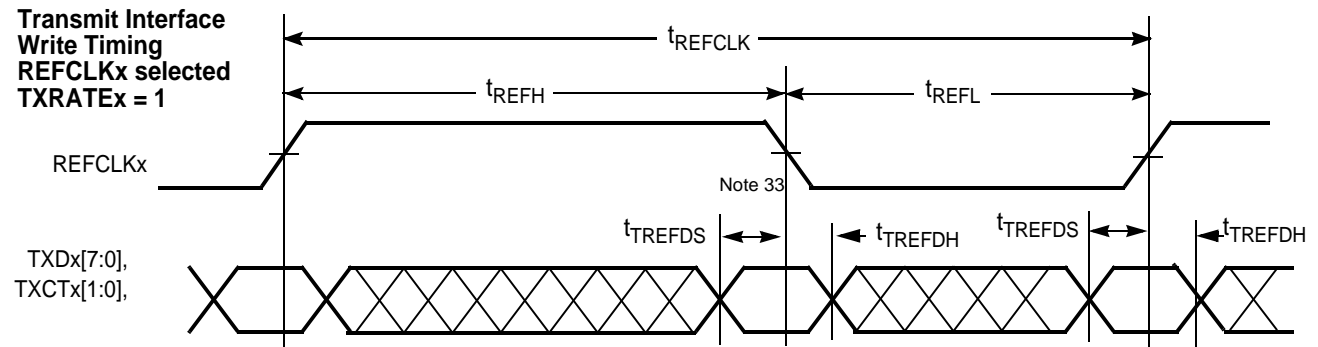 Transmit Interface
Write Timing
REFCLKx selected
TXRATEx = 1
tREFCLK
tREFH
tREFL
REFCLKx
Note 33
tTREFDS
tTREFDH
tTREFDS
tTREFDH
TXDx[7:0],
TXCTx[1:0],